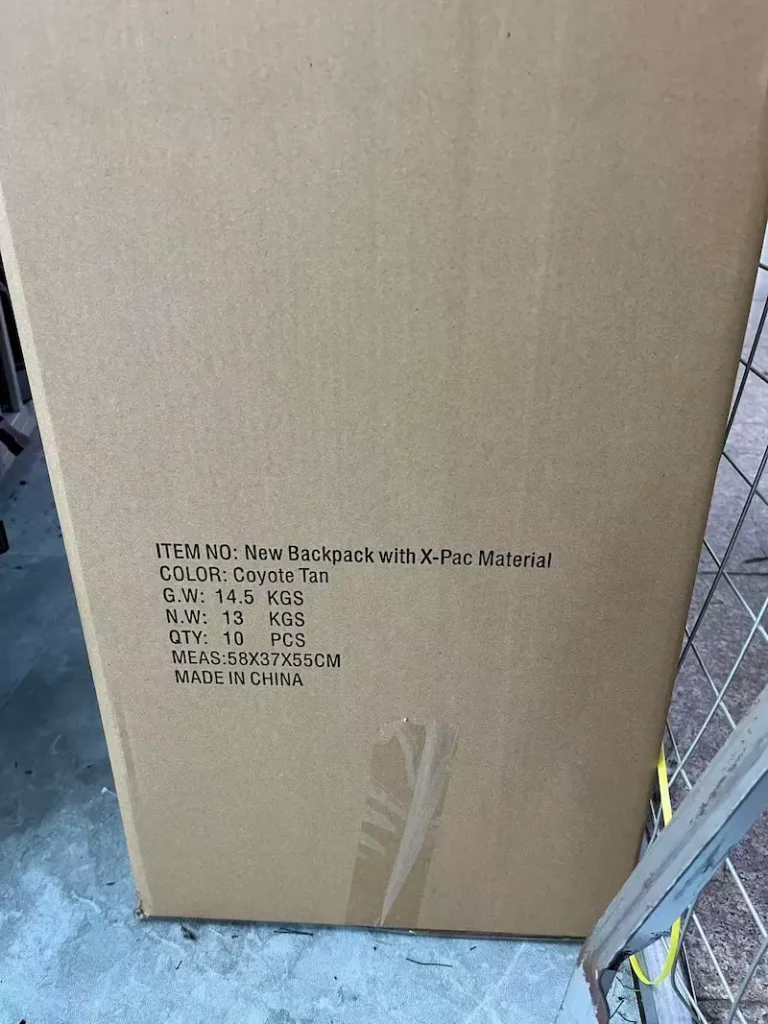 ITEM NO: New Backpack with X-Pac Material
COLOR: Coyote Tan
G.W: 14.5 KGS
N.W: 13 KGS
QTY: 10 PCS
MEAS:58X37X55CM
MADE IN CHINA